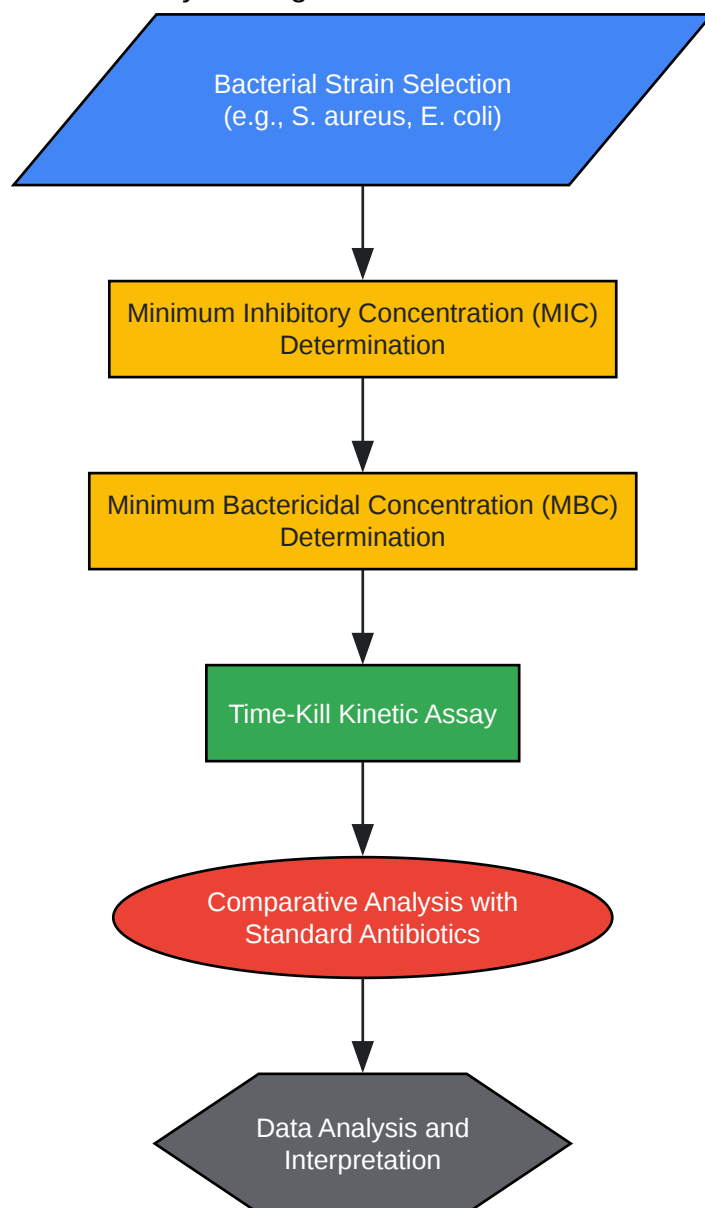 Bacterial Strain Selection
(e.g., S. aureus, E. coli)
Minimum Inhibitory Concentration (MIC)
Determination
Minimum Bactericidal Concentration (MBC)
Determination
Time-Kill Kinetic Assay
Comparative Analysis with
Standard Antibiotics
Data Analysis and
Interpretation